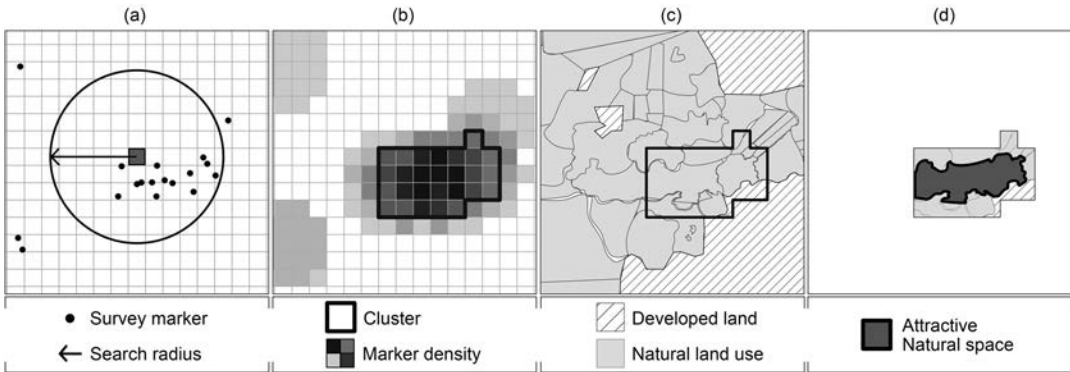 (a)
(b)
(c)
(d)
Survey marker
Search radius
Cluster
Marker density
Developed land
Natural land use
Attractive
Natural space